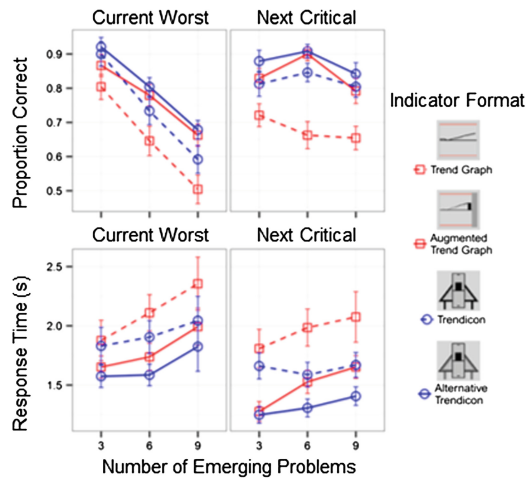 Current Worst
Next Critical
Proportion Correct
0.9
0.8
0.7
0.6
0.5
Indicator Format
Trend Graph
Augmented
Trend Graph
Trendicon
Alternative
Trendicon
Current Worst
Next Critical
Response Time (s)
2.5
2.0
1.5
3
6
9
3
6
9
Number of Emerging Problems